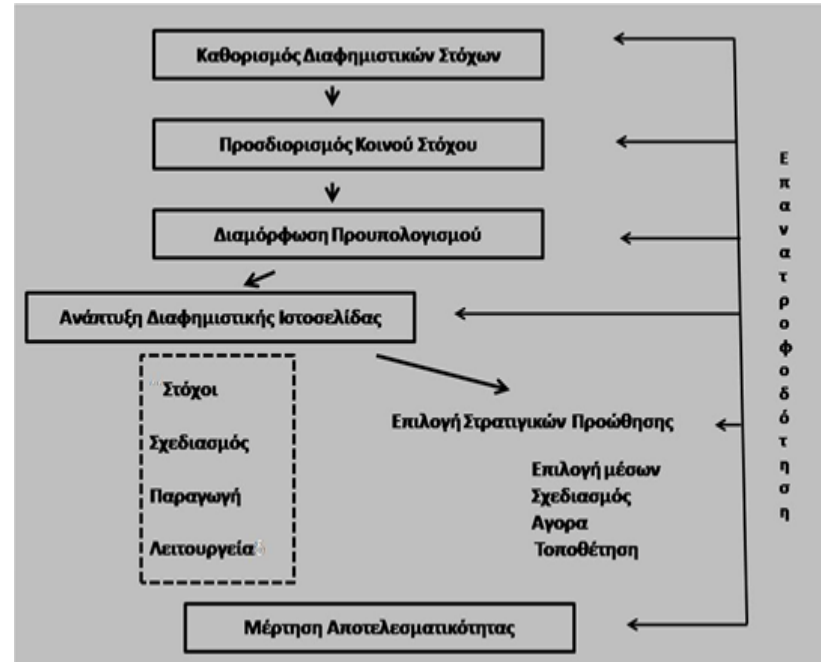 Καθορισμός Διαφημιστικών Στόχων
Προσδιορισμός Κοινού Στόχου
Διαμόρφωση Προυπολογισμού
Ανάπτυξη Διαφημιστικής Ιστοσελίδας
Στόχοι
Σχεδιασμός
Παραγωγή
Λειτουργεία
Επιλογή Στρατιγικών Προώθησης
Επιλογή μέσων
Σχεδιασμός
Αγορα
Τοποθέτηση
Μέρτηση Αποτελεσματικότητας
Επανατροφοδότηση